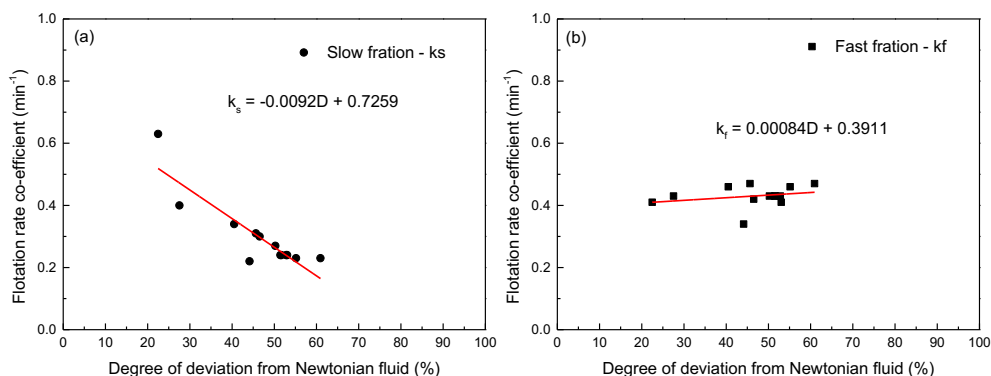 (a)
Slow fration - ks
k_s = -0.0092D + 0.7259
Flotation rate co-efficient (min⁻¹)
1.0
0.8
0.6
0.4
0.2
0.0
0 10 20 30 40 50 60 70 80 90 100
Degree of deviation from Newtonian fluid (%)
(b)
Fast fration - kf
k_f = 0.00084D + 0.3911
Flotation rate co-efficient (min⁻¹)
1.0
0.8
0.6
0.4
0.2
0.0
0 10 20 30 40 50 60 70 80 90 100
Degree of deviation from Newtonian fluid (%)